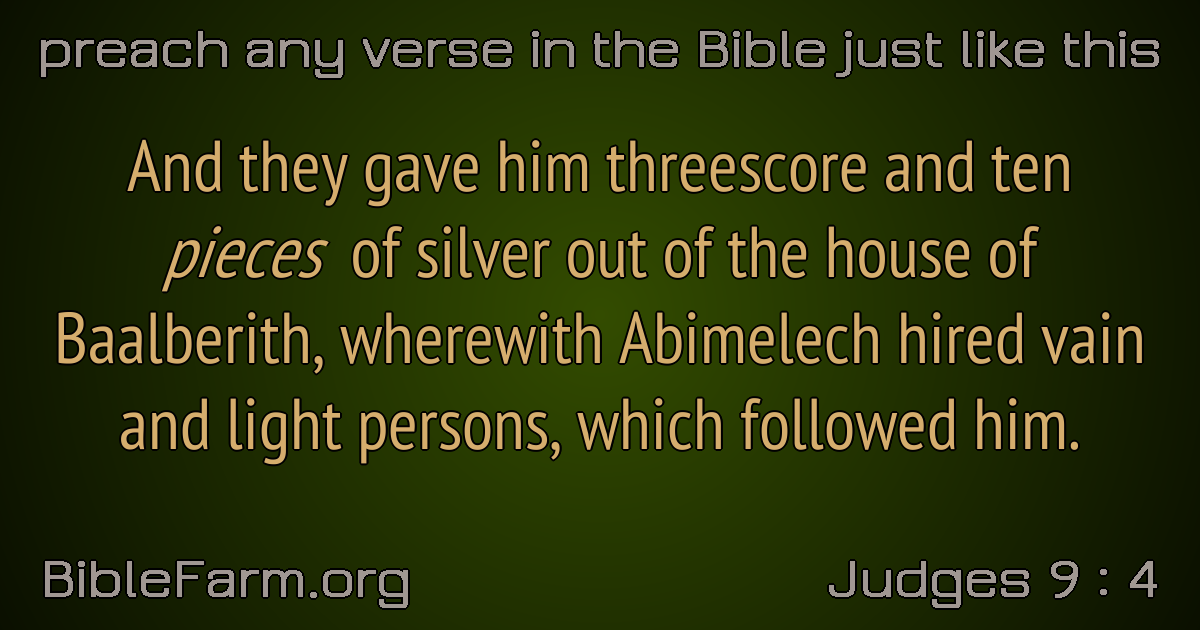 preach any verse in the Bible just like this
And they gave him threescore and ten
pieces of silver out of the house of
Baalberith, wherewith Abimelech hired vain
and light persons, which followed him.
BibleFarm.org
Judges 9 : 4